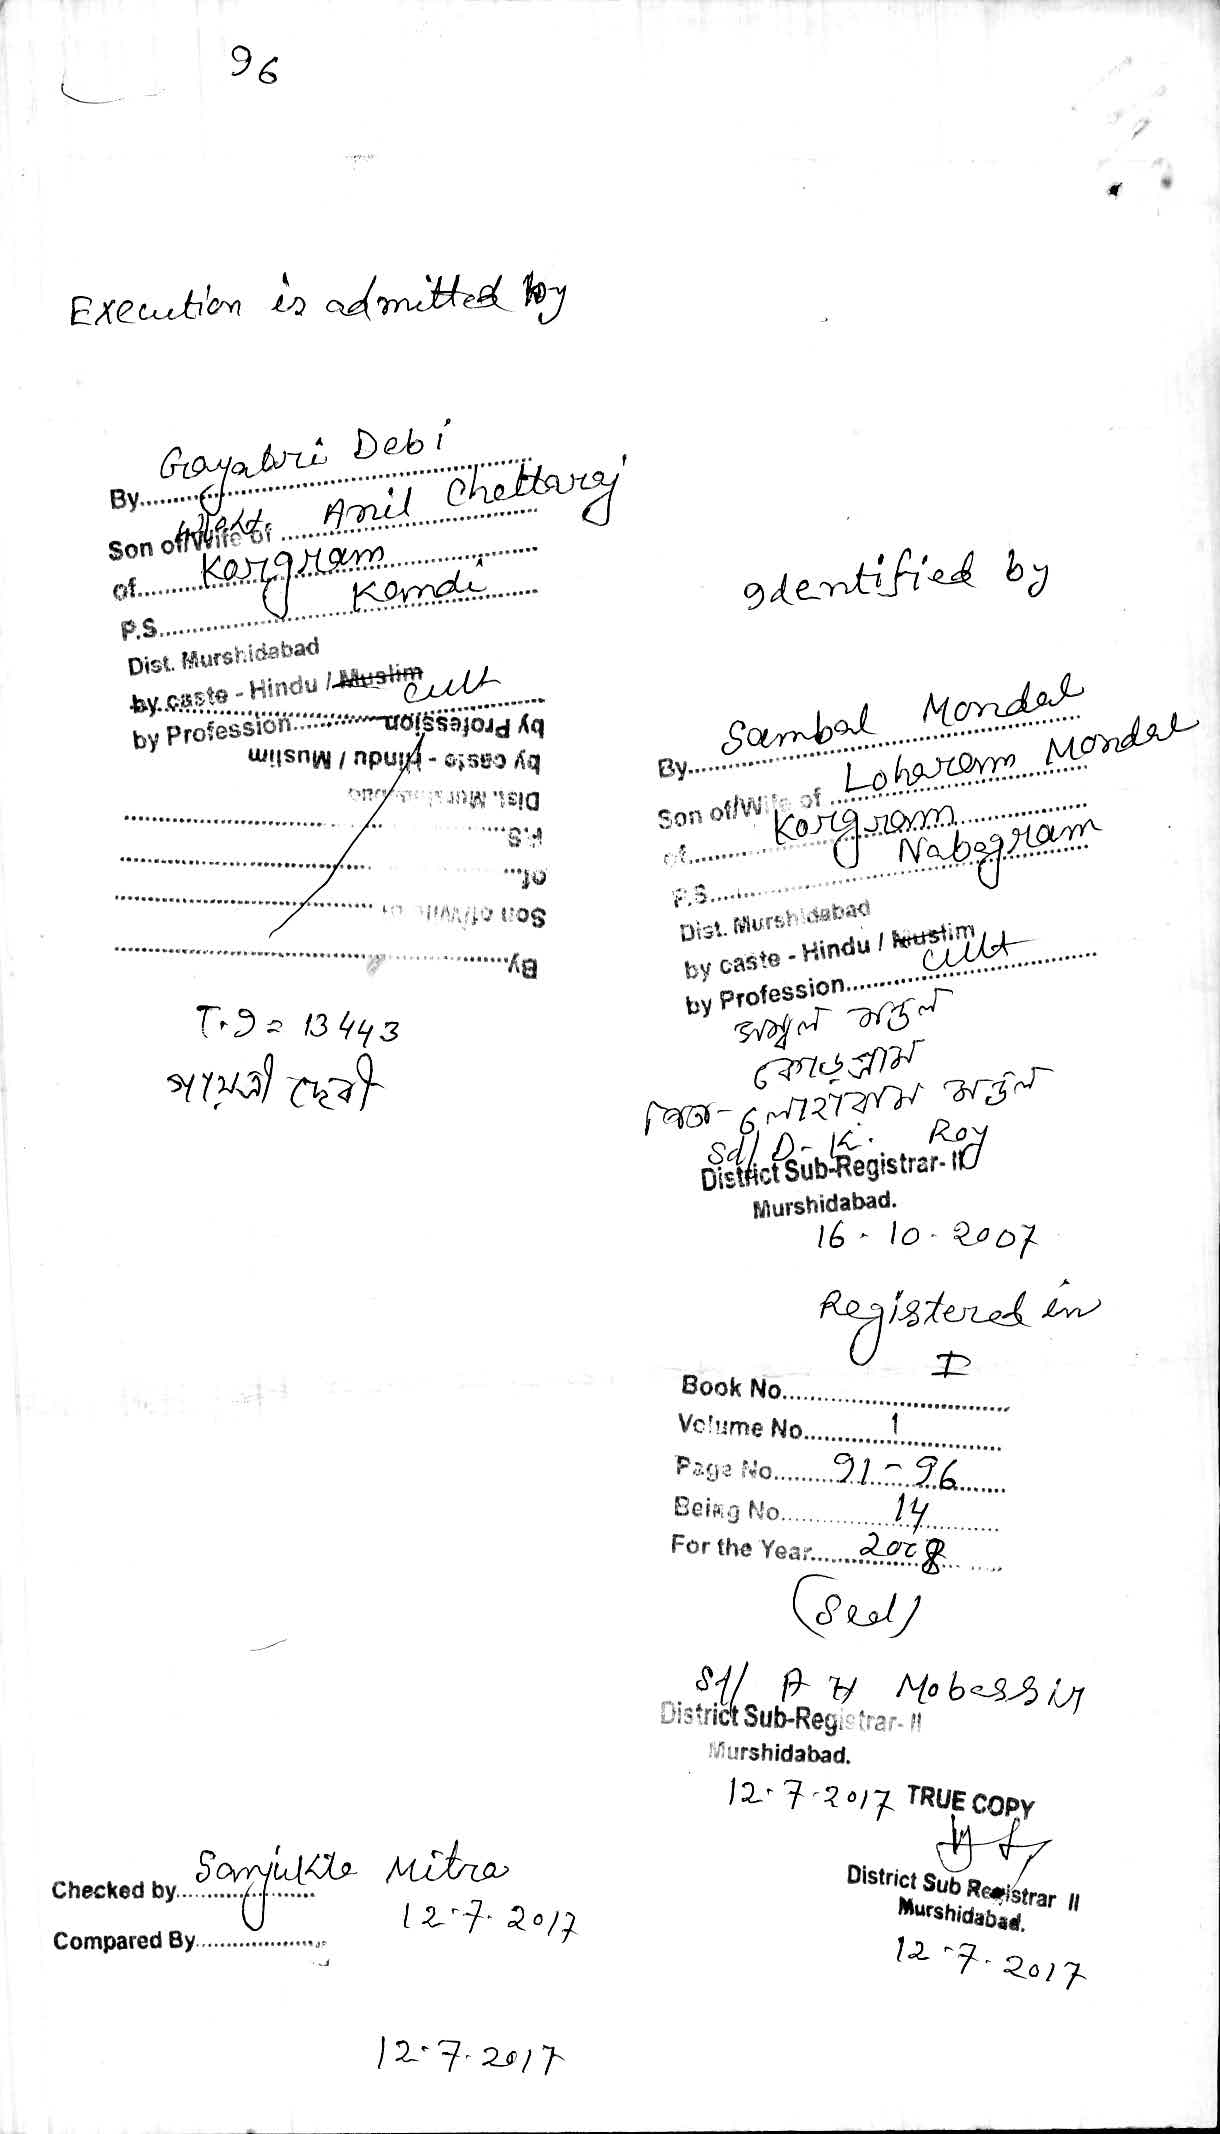 96
Execution is admitted by
By Gayatri Debi
Son of/Wife of Anil Chattaraj
of Korgram
P.S. Kandi
Dist. Murshidabad
by caste - Hindu / Muslim
by Profession cult
by Profession
by caste - Hindu / Muslim
Dist. Murshidabad
P.S.
of
Son of/Wife of
By
T.I = 13443
গায়ত্রী দেবী
Identified by
By Sambal Mondal
Son of/Wife of Loharam Mondal
of Korgram
P.S. Nabagram
Dist. Murshidabad
by caste - Hindu / Muslim
by Profession cult
সম্বল মণ্ডল
কোড়গ্রাম
পিতা- লোহারাম মণ্ডল
Sd/ D. K. Roy
District Sub-Registrar-II
Murshidabad.
16 - 10 - 2007
Registered in
Book No. I
Volume No. 1
Page No. 91-96
Being No. 14
For the Year 2008
(Sed)
Sd/ A H Mobassir
District Sub-Registrar-II
Murshidabad.
12.7.2017
TRUE COPY
District Sub Registrar II
Murshidabad.
12.7.2017
Checked by Sanjukta Mitra
12.7.2017
Compared By
12.7.2017